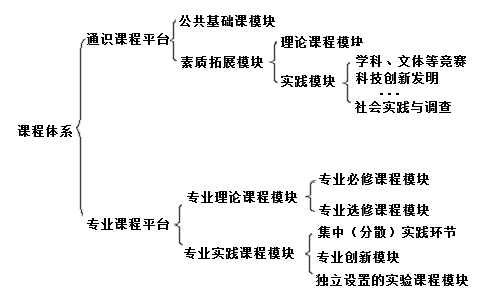 公共基础课模块
通识课程平台
理论课程模块
素质拓展模块
学科、文体等竞赛
实践模块
科技创新发明
...
社会实践与调查
课程体系
专业必修课程模块
专业理论课程模块
专业选修课程模块
专业课程平台
集中（分散）实践环节
专业实践课程模块
专业创新模块
独立设置的实验课程模块